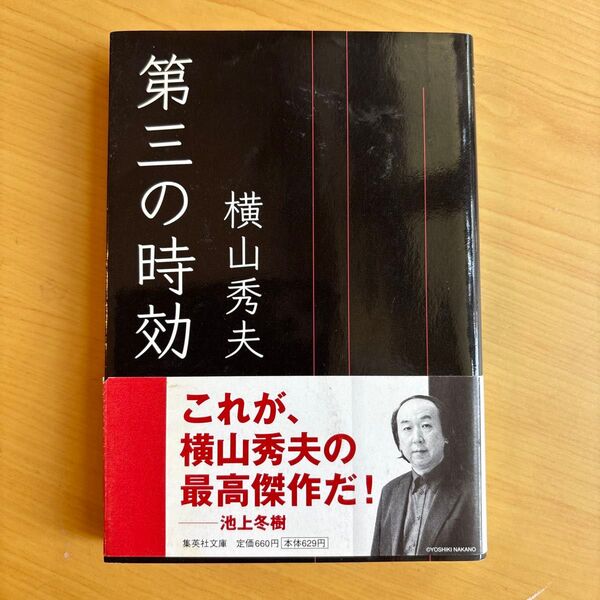 第三の時効
横山秀夫
これが、
横山秀夫の
最高傑作だ!
――池上冬樹
集英社文庫 定価660円 本体629円
©YOSHIKI NAKANO